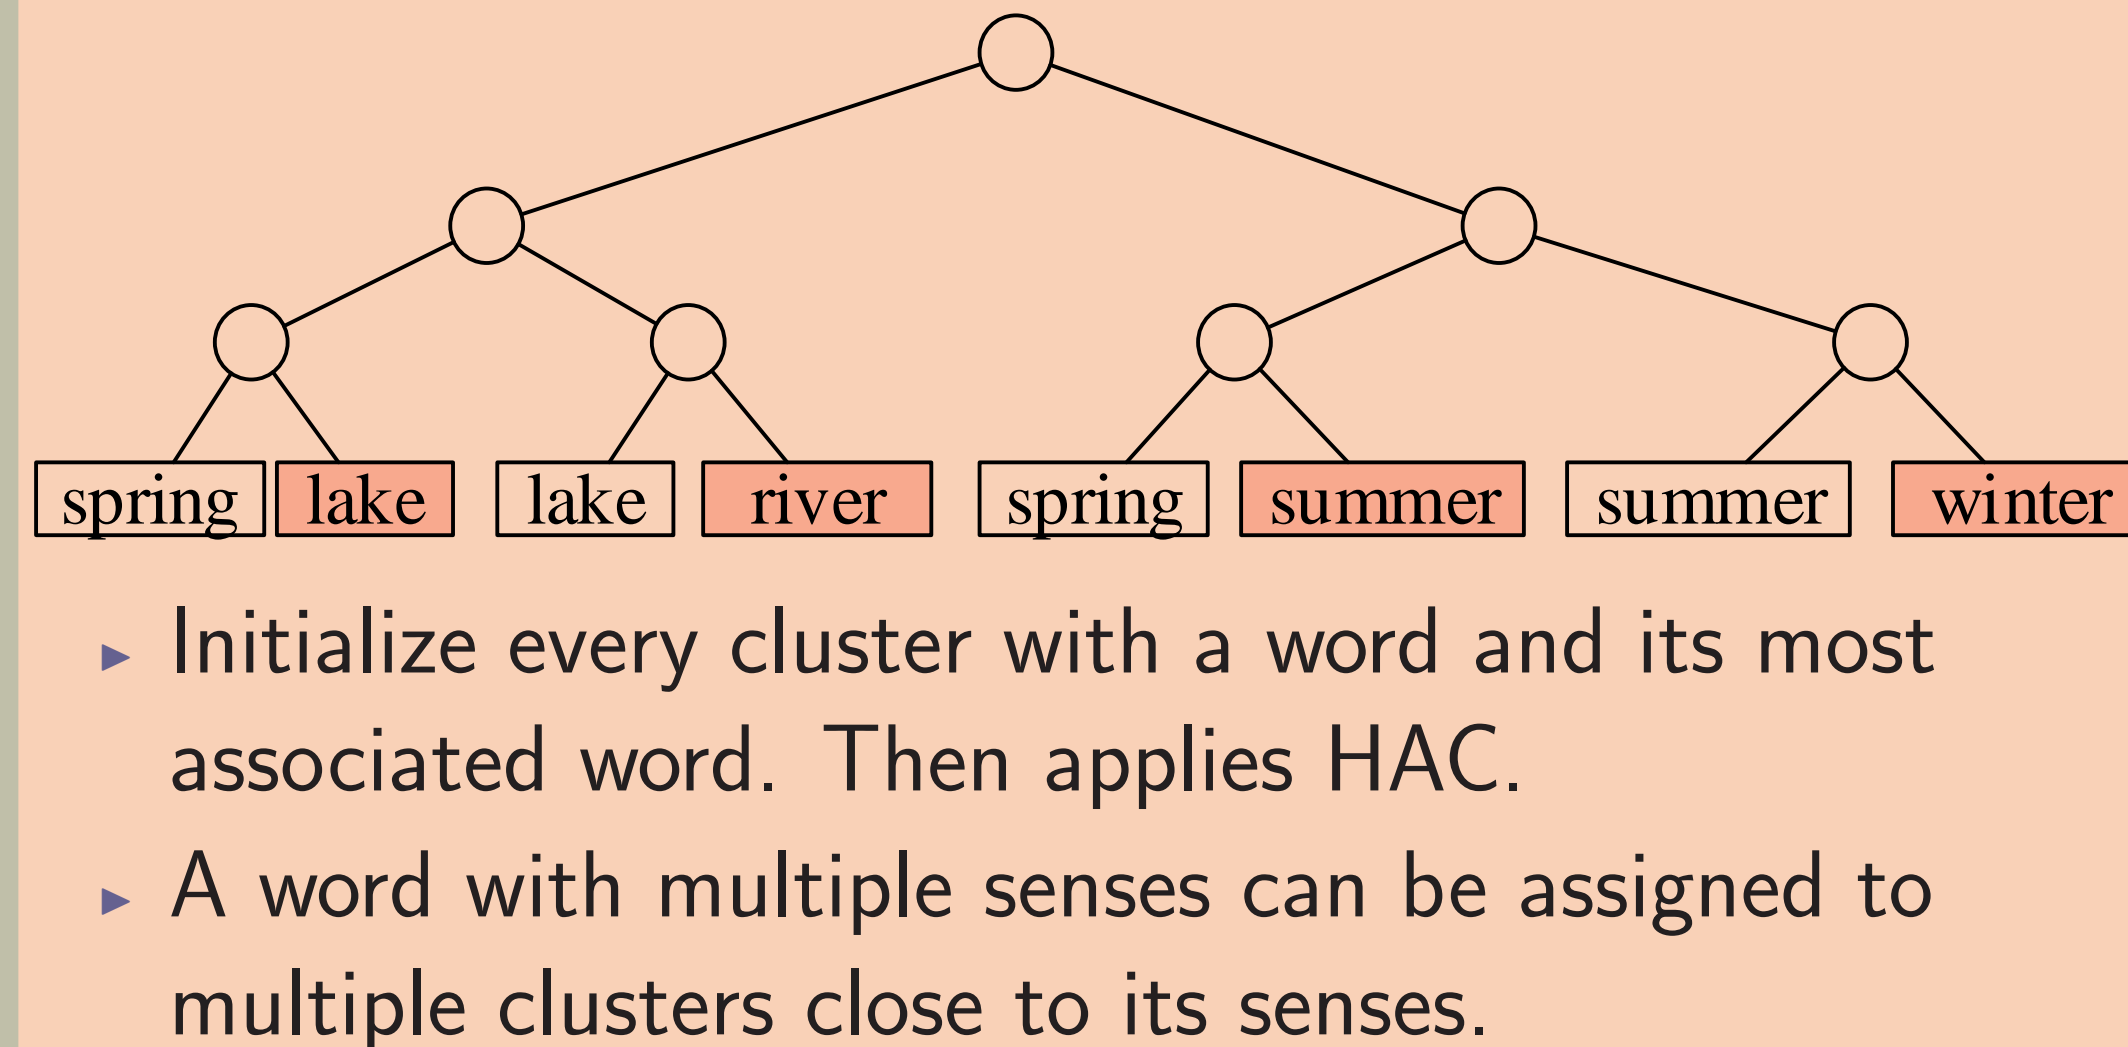 spring lake lake river spring summer summer winter
Initialize every cluster with a word and its most
associated word. Then applies HAC.
A word with multiple senses can be assigned to
multiple clusters close to its senses.